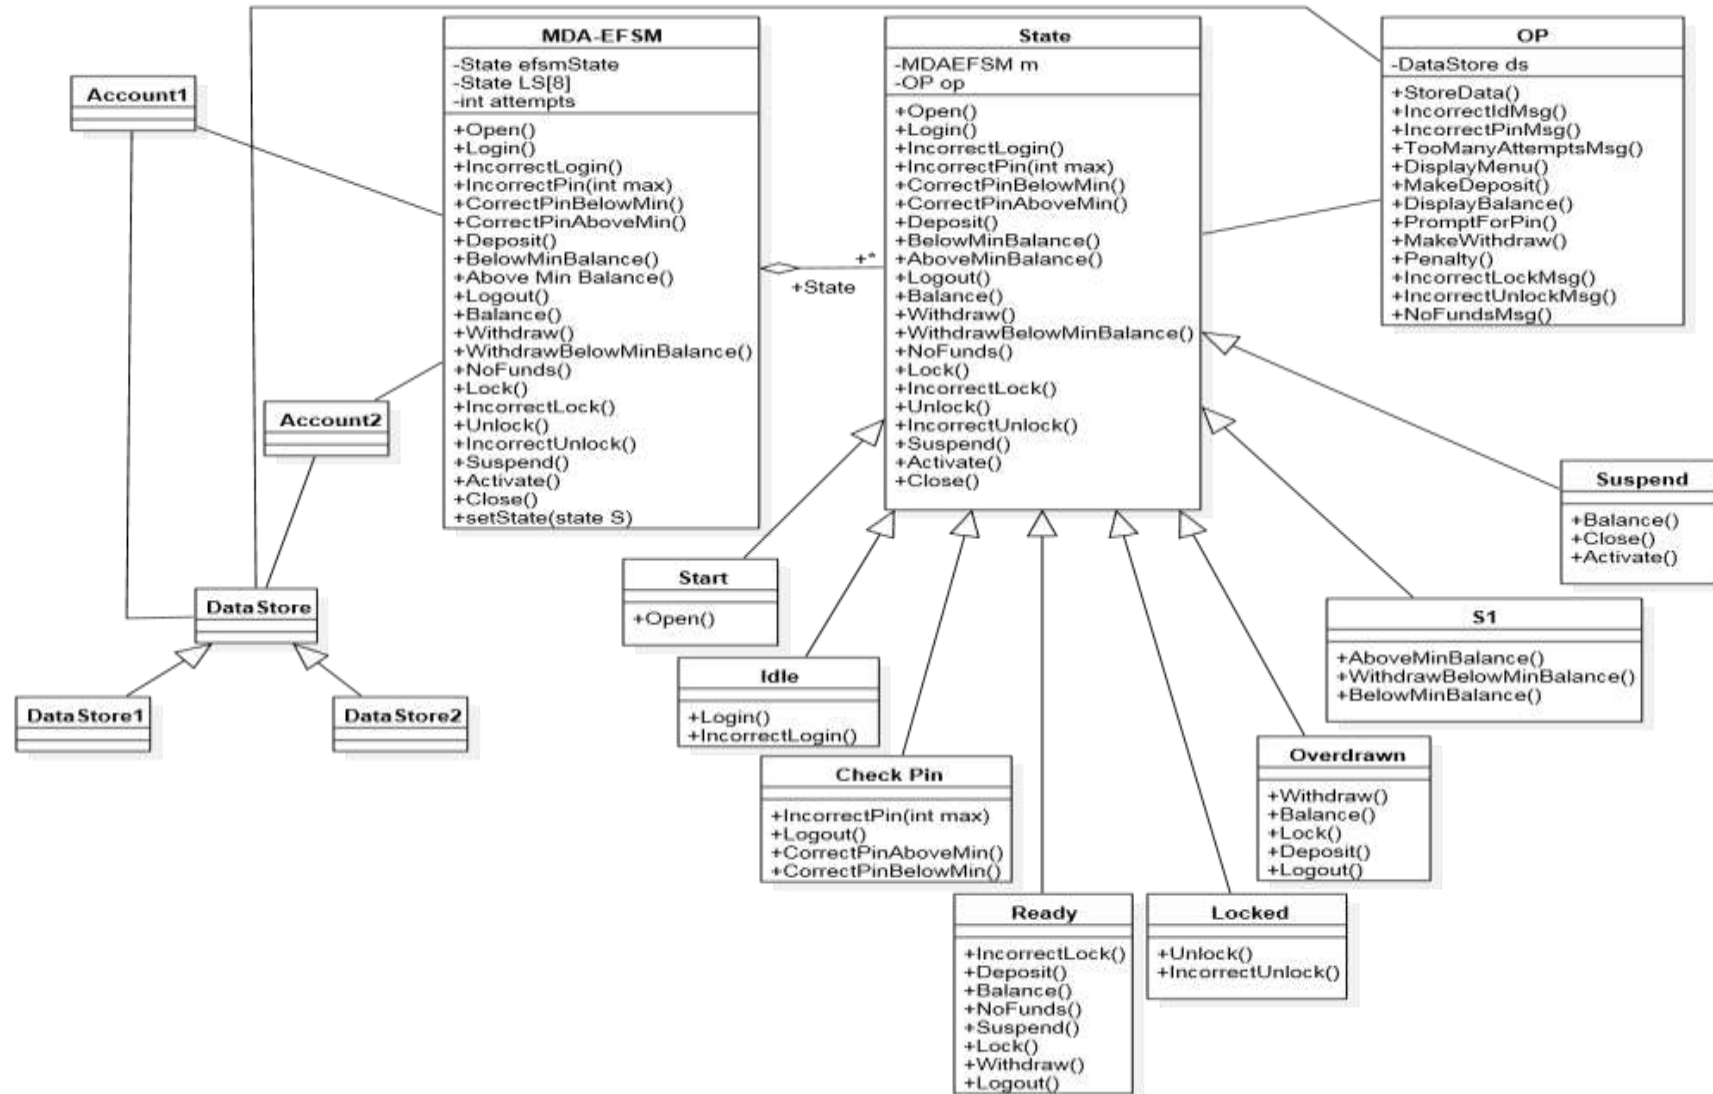 MDA-EFSM
-State efsmState
-State LS[8]
-int attempts
+Open()
+Login()
+IncorrectLogin()
+IncorrectPin(int max)
+CorrectPinBelowMin()
+CorrectPinAboveMin()
+Deposit()
+BelowMinBalance()
+Above Min Balance()
+Logout()
+Balance()
+Withdraw()
+WithdrawBelowMinBalance()
+NoFunds()
+Lock()
+IncorrectLock()
+Unlock()
+IncorrectUnlock()
+Suspend()
+Activate()
+Close()
+setState(state S)
State
-MDAEFSM m
-OP op
+Open()
+Login()
+IncorrectLogin()
+IncorrectPin(int max)
+CorrectPinBelowMin()
+CorrectPinAboveMin()
+Deposit()
+BelowMinBalance()
+AboveMinBalance()
+Logout()
+Balance()
+Withdraw()
+WithdrawBelowMinBalance()
+NoFunds()
+Lock()
+IncorrectLock()
+Unlock()
+IncorrectUnlock()
+Suspend()
+Activate()
+Close()
OP
-DataStore ds
+StoreData()
+IncorrectIdMsg()
+IncorrectPinMsg()
+TooManyAttemptsMsg()
+DisplayMenu()
+MakeDeposit()
+DisplayBalance()
+PromptForPin()
+MakeWithdraw()
+Penalty()
+IncorrectLockMsg()
+IncorrectUnlockMsg()
+NoFundsMsg()
Account1
+*
+State
Account2
Suspend
+Balance()
+Close()
+Activate()
Start
+Open()
DataStore
S1
+AboveMinBalance()
+WithdrawBelowMinBalance()
+BelowMinBalance()
Idle
+Login()
+IncorrectLogin()
DataStore1
DataStore2
Overdrawn
+Withdraw()
+Balance()
+Lock()
+Deposit()
+Logout()
Check Pin
+IncorrectPin(int max)
+Logout()
+CorrectPinAboveMin()
+CorrectPinBelowMin()
Ready
+IncorrectLock()
+Deposit()
+Balance()
+NoFunds()
+Suspend()
+Lock()
+Withdraw()
+Logout()
Locked
+Unlock()
+IncorrectUnlock()